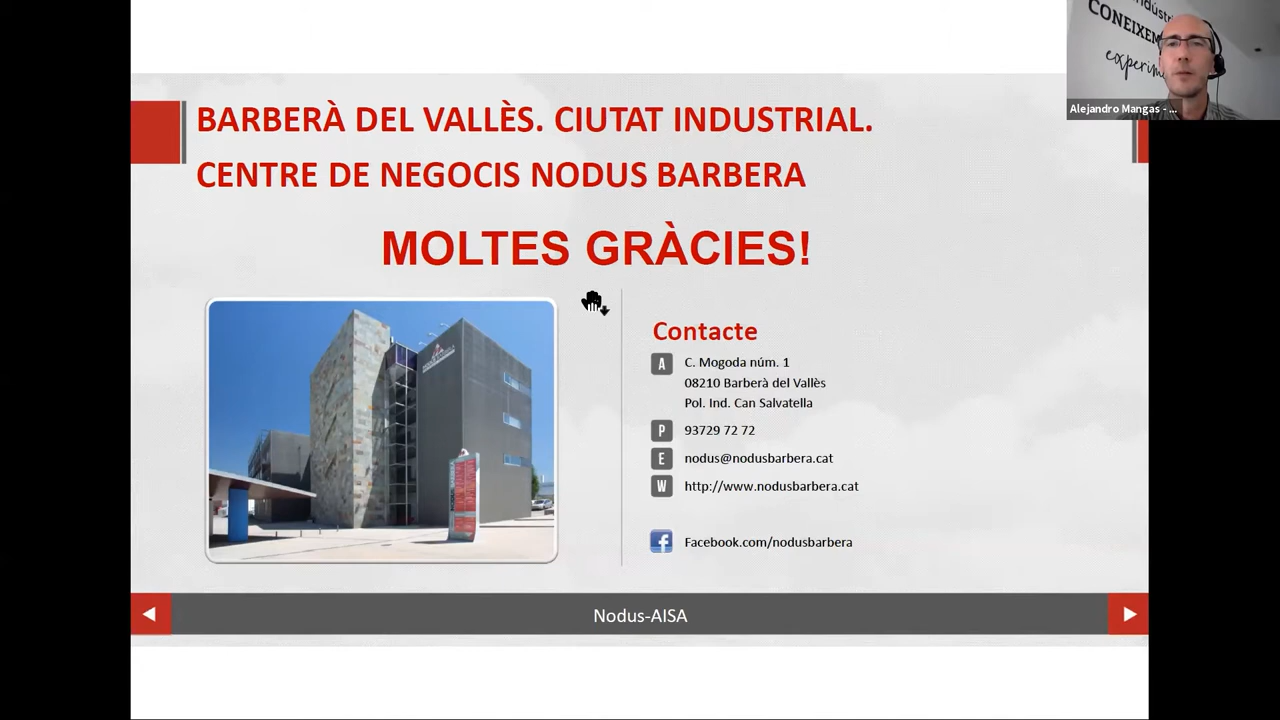 BARBERÀ DEL VALLÈS. CIUTAT INDUSTRIAL.
CENTRE DE NEGOCIS NODUS BARBERA
MOLTES GRÀCIES!
Contacte
A C. Mogoda núm. 1
08210 Barberà del Vallès
Pol. Ind. Can Salvatella
P 93729 72 72
E nodus@nodusbarbera.cat
W http://www.nodusbarbera.cat
Facebook.com/nodusbarbera
Nodus-AISA
CONEIXEM
experim
Alejandro Mangas - ...